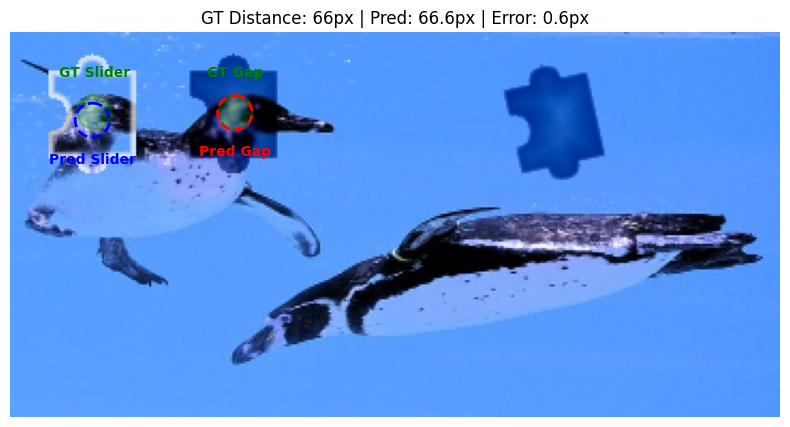 GT Distance: 66px | Pred: 66.6px | Error: 0.6px
GT Slider
GT Gap
Pred Gap
Pred Slider